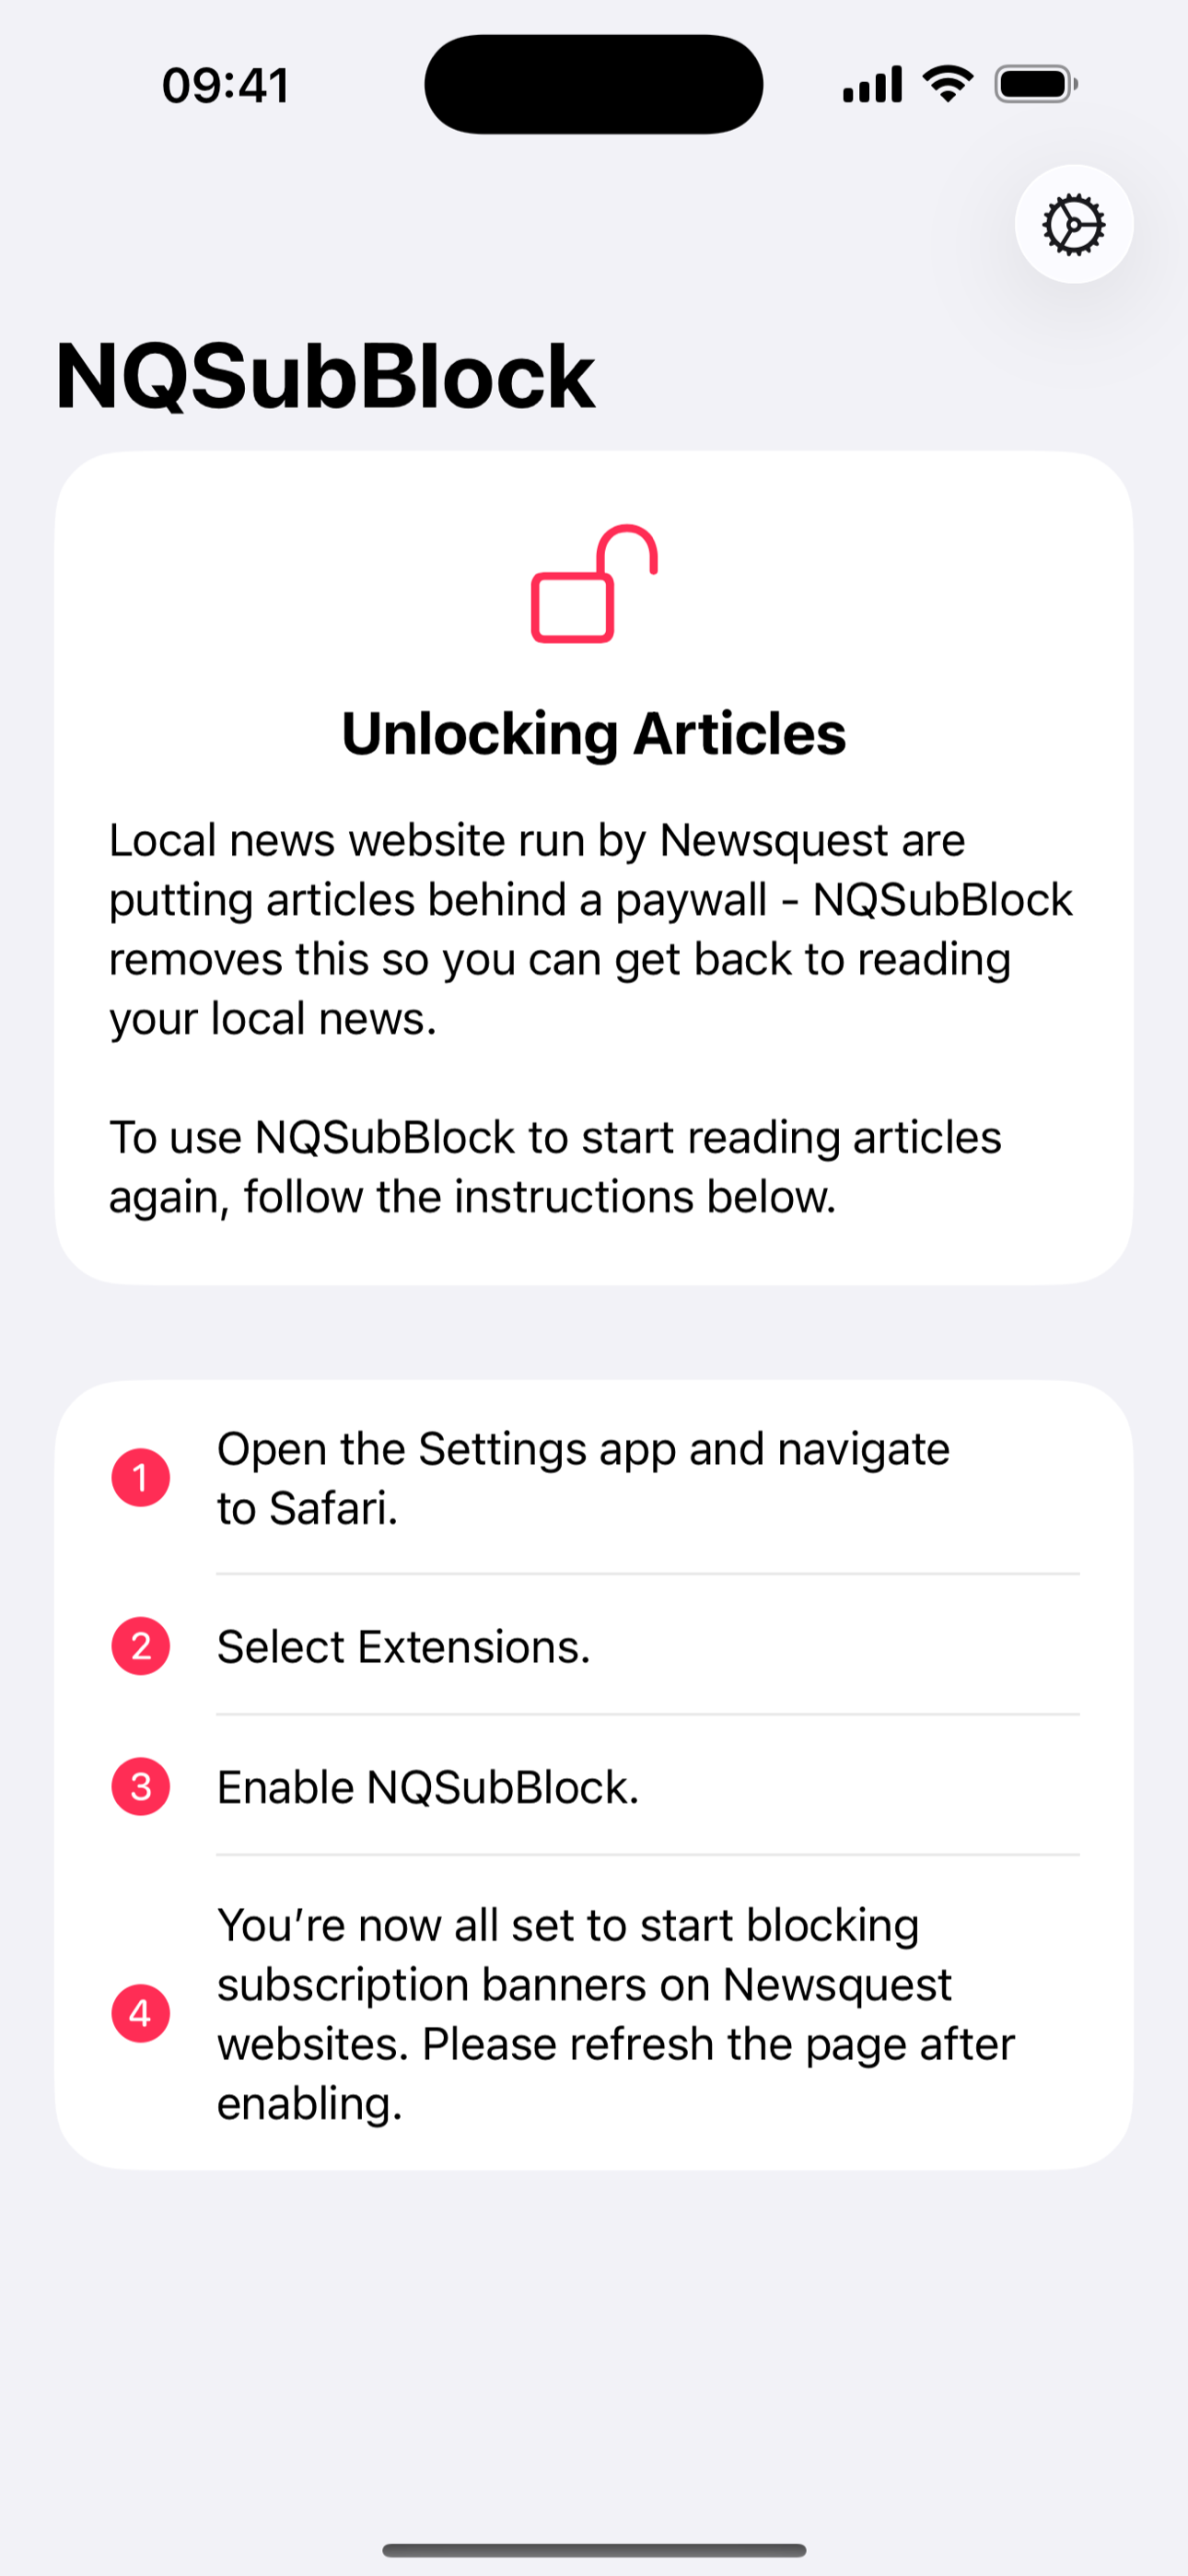 09:41
NQSubBlock
Unlocking Articles
Local news website run by Newsquest are
putting articles behind a paywall - NQSubBlock
removes this so you can get back to reading
your local news.
To use NQSubBlock to start reading articles
again, follow the instructions below.
1 Open the Settings app and navigate
to Safari.
2 Select Extensions.
3 Enable NQSubBlock.
4 You’re now all set to start blocking
subscription banners on Newsquest
websites. Please refresh the page after
enabling.